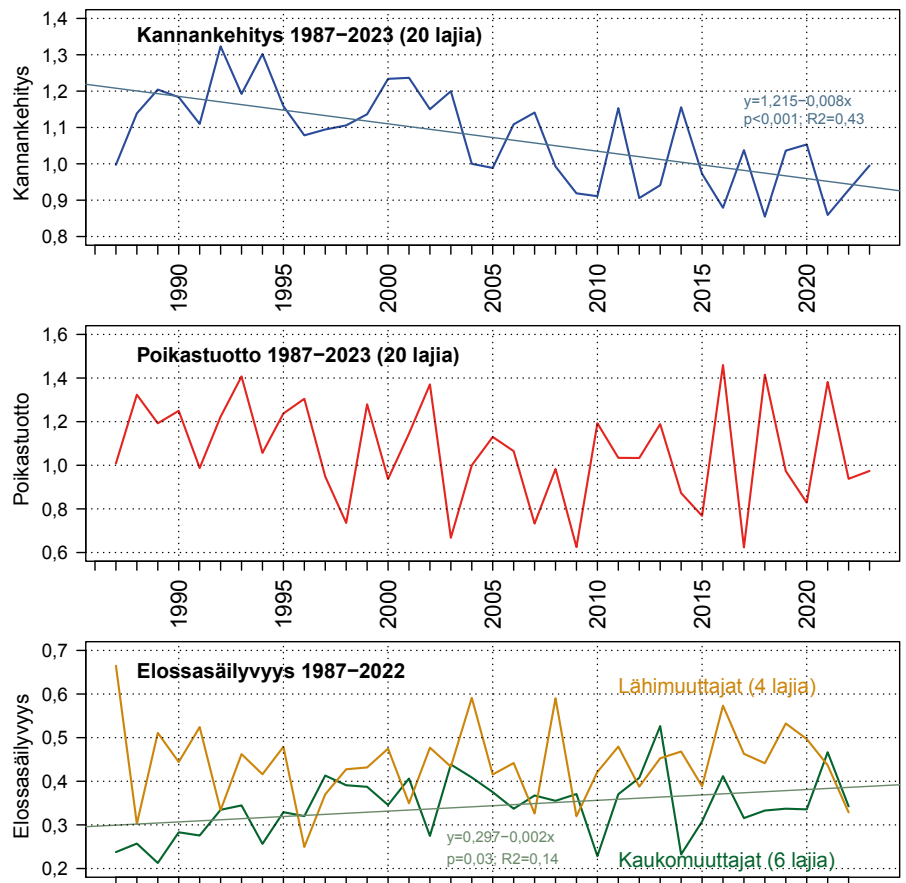 Kannankehitys 1987−2023 (20 lajia)
Kannankehitys
1,4
1,3
1,2
1,1
1,0
0,9
0,8
y=1,215−0,008x
p<0,001; R2=0,43
1990
1995
2000
2005
2010
2015
2020
Poikastuotto 1987−2023 (20 lajia)
Poikastuotto
1,6
1,4
1,2
1,0
0,8
0,6
1990
1995
2000
2005
2010
2015
2020
Elossasäilyvyys 1987−2022
Elossasäilyvyys
0,7
0,6
0,5
0,4
0,3
0,2
Lähimuuttajat (4 lajia)
y=0,297−0,002x
p=0,03; R2=0,14
Kaukomuuttajat (6 lajia)